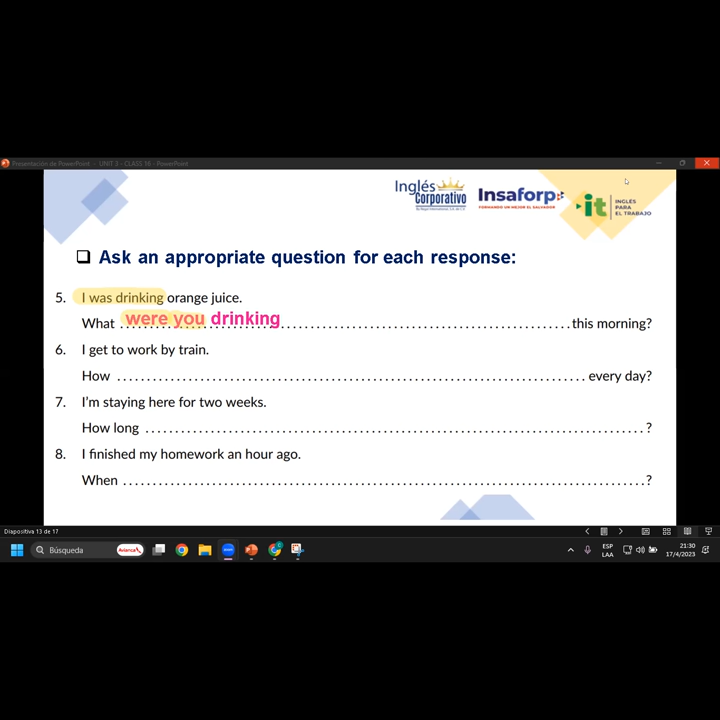 Presentación de PowerPoint - UNIT 3 - CLASS 16 - PowerPoint
Inglés Corporativo
Insaforp
FORMANDO UN MEJOR EL SALVADOR
it INGLÉS PARA EL TRABAJO
❑ Ask an appropriate question for each response:
5. I was drinking orange juice.
What were you drinking this morning?
6. I get to work by train.
How ............ every day?
7. I'm staying here for two weeks.
How long ............ ?
8. I finished my homework an hour ago.
When ............ ?
Diapositiva 13 de 17
Búsqueda
ESP
LAA
21:30
17/4/2023